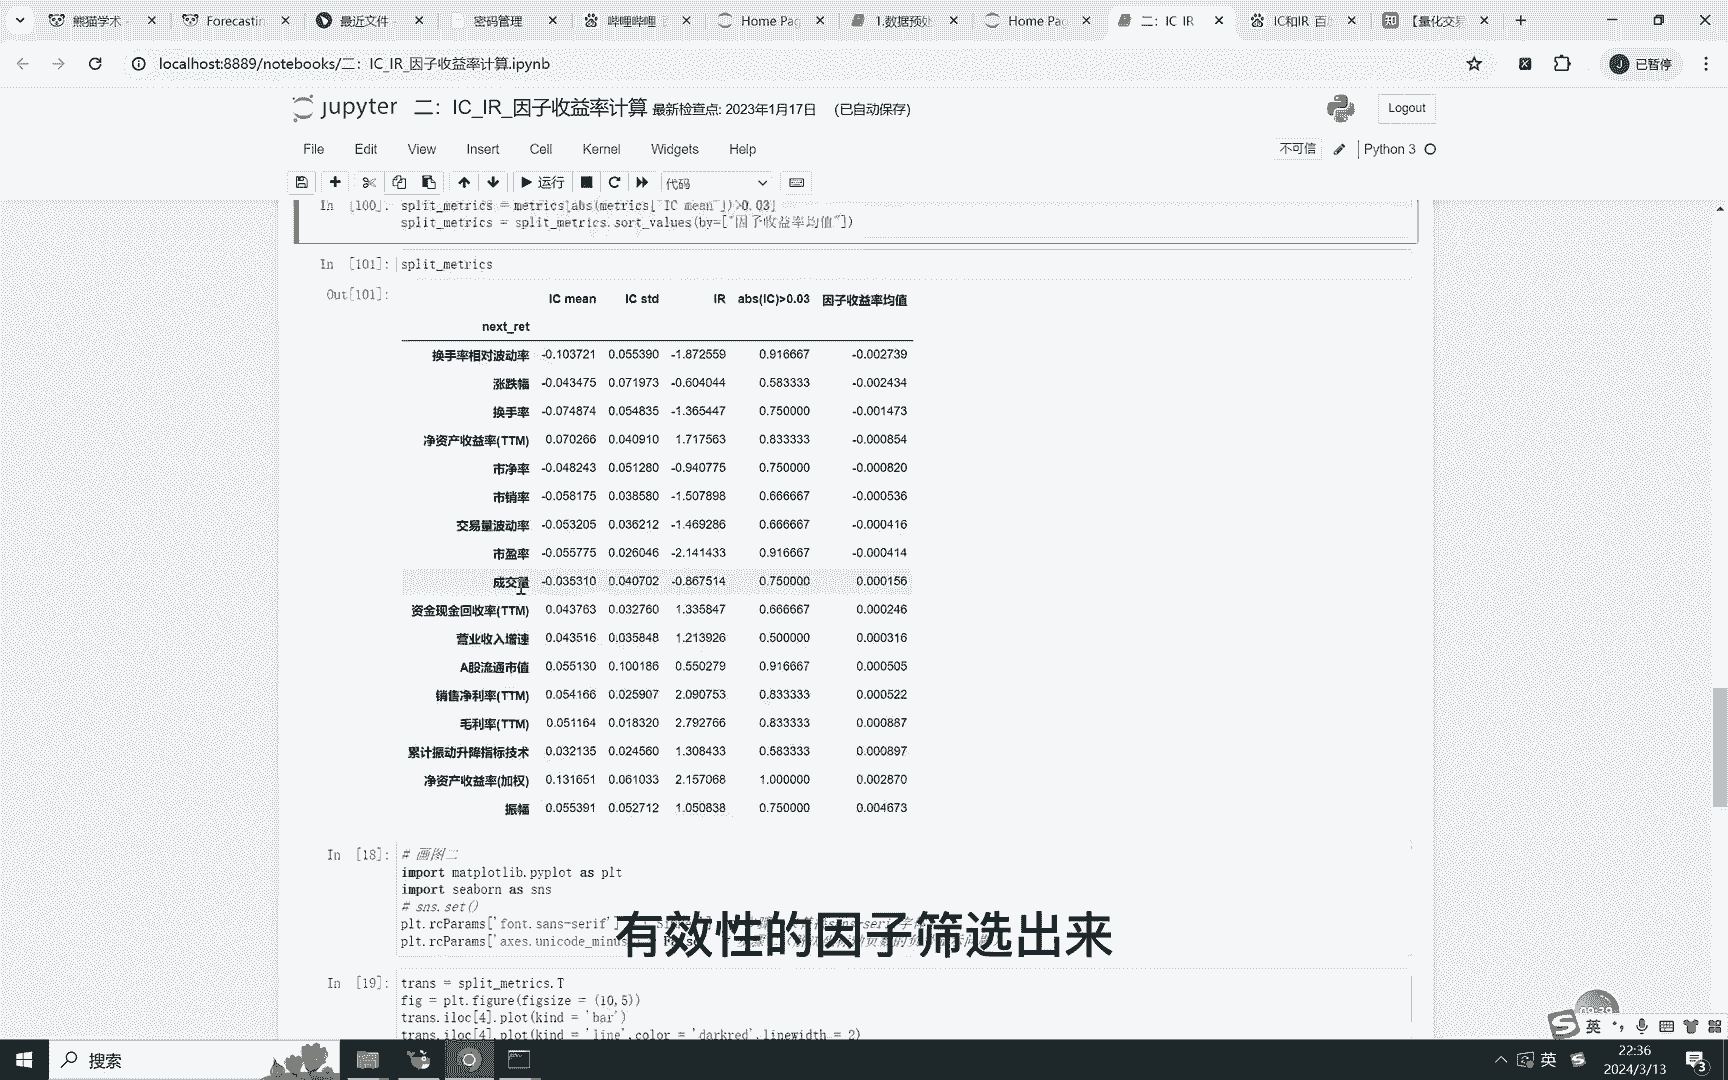 熊猫学术 -
Forecastin
最近文件 -
密码管理
哔哩哔哩
Home Pag
1.数据预处
Home Pag
二：IC_IR_
IC和IR_百
【量化交易
localhost:8889/notebooks/二：IC_IR_因子收益率计算.ipynb
已暂停
jupyter 二：IC_IR_因子收益率计算 最新检查点: 2023年1月17日 (已自动保存)
Logout
File Edit View Insert Cell Kernel Widgets Help
不可信 Python 3
运行 代码
In [100]: split_metrics = metrics[abs(metrics["IC mean"])>0.03]
split_metrics = split_metrics.sort_values(by=["因子收益率均值"])
In [101]: split_metrics
Out[101]:
IC mean IC std IR abs(IC)>0.03 因子收益率均值
next_ret
换手率相对波动率 -0.103721 0.055390 -1.872559 0.916667 -0.002739
涨跌幅 -0.043475 0.071973 -0.604044 0.583333 -0.002434
换手率 -0.074874 0.054835 -1.365447 0.750000 -0.001473
净资产收益率(TTM) 0.070266 0.040910 1.717563 0.833333 -0.000854
市净率 -0.048243 0.051280 -0.940775 0.750000 -0.000820
市销率 -0.058175 0.038580 -1.507898 0.666667 -0.000536
交易量波动率 -0.053205 0.036212 -1.469286 0.666667 -0.000416
市盈率 -0.055775 0.026046 -2.141433 0.916667 -0.000414
成交量 -0.035310 0.040702 -0.867514 0.750000 0.000156
资金现金回收率(TTM) 0.043763 0.032760 1.335847 0.666667 0.000246
营业收入增速 0.043516 0.035848 1.213926 0.500000 0.000316
A股流通市值 0.055130 0.100186 0.550279 0.916667 0.000505
销售净利率(TTM) 0.054166 0.025907 2.090753 0.833333 0.000522
毛利率(TTM) 0.051164 0.018320 2.792766 0.833333 0.000887
累计振动升降指标技术 0.032135 0.024560 1.308433 0.583333 0.000897
净资产收益率(加权) 0.131651 0.061033 2.157068 1.000000 0.002870
振幅 0.055391 0.052712 1.050838 0.750000 0.004673
In [18]: # 画图二
import matplotlib.pyplot as plt
import seaborn as sns
# sns.set()
plt.rcParams['font.sans-serif']
plt.rcParams['axes.unicode_minus
有效性的因子筛选出来
In [19]: trans = split_metrics.T
fig = plt.figure(figsize = (10,5))
trans.iloc[4].plot(kind = 'bar')
trans.iloc[4].plot(kind = 'line',color = 'darkred',linewidth = 2)
英
搜索
英
22:36
2024/3/13
3